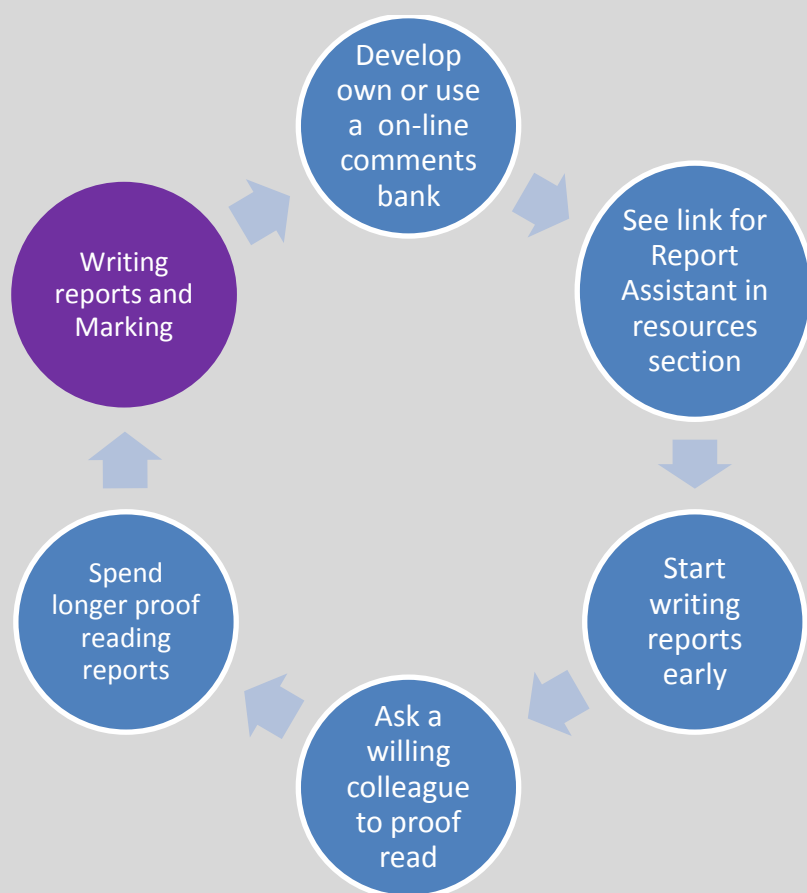 Develop
own or use
a on-line
comments
bank
See link for
Report
Assistant in
resources
section
Start
writing
reports
early
Ask a
willing
colleague
to proof
read
Spend
longer proof
reading
reports
Writing
reports and
Marking